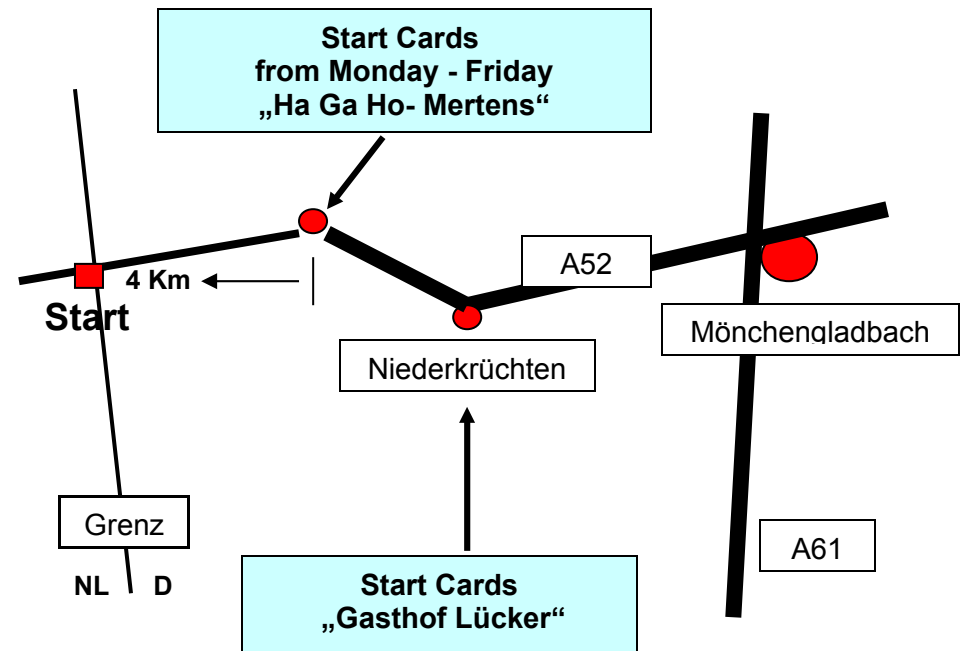 Start Cards
from Monday - Friday
„Ha Ga Ho- Mertens“
A52
4 Km
Start
Mönchengladbach
Niederkrüchten
Grenz
A61
NL D
Start Cards
„Gasthof Lücker“